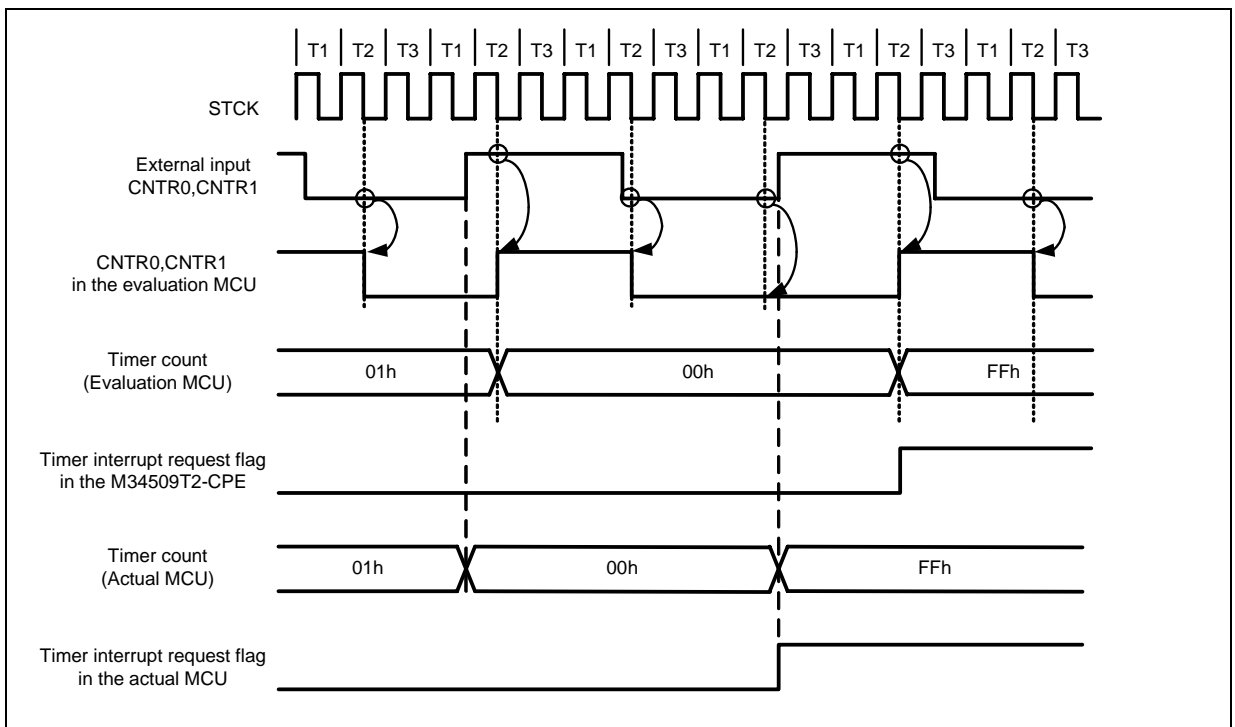 T1 T2 T3 T1 T2 T3 T1 T2 T3 T1 T2 T3 T1 T2 T3 T1 T2 T3
STCK
External input
CNTR0,CNTR1
CNTR0,CNTR1
in the evaluation MCU
Timer count
(Evaluation MCU)
01h 00h FFh
Timer interrupt request flag
in the M34509T2-CPE
Timer count
(Actual MCU)
01h 00h FFh
Timer interrupt request flag
in the actual MCU